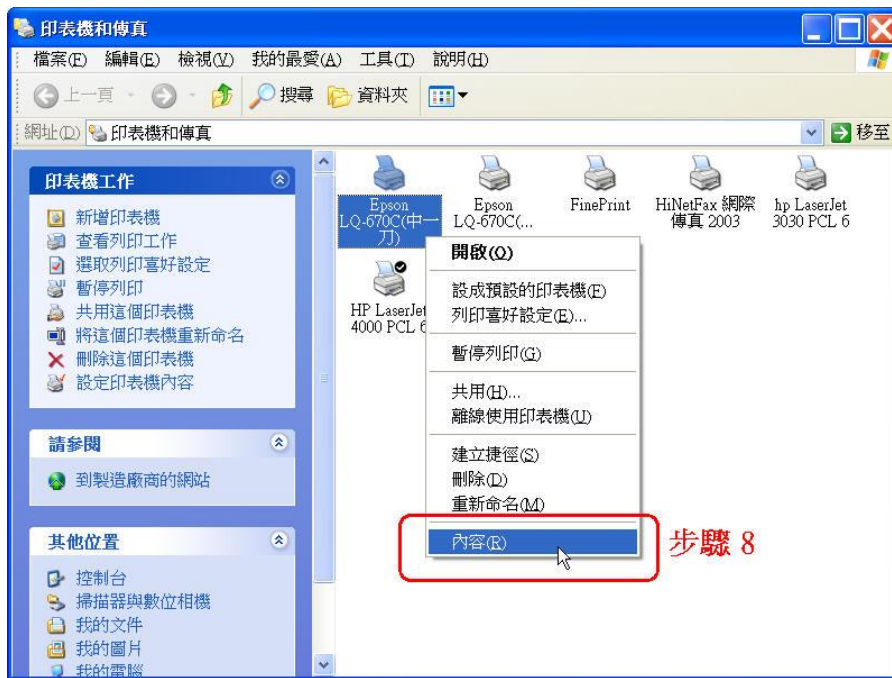 印表機和傳真
檔案(F) 編輯(E) 檢視(V) 我的最愛(A) 工具(T) 說明(H)
上一頁 搜尋 資料夾
網址(D) 印表機和傳真 移至
印表機工作
新增印表機
查看列印工作
選取列印喜好設定
暫停列印
共用這個印表機
將這個印表機重新命名
刪除這個印表機
設定印表機內容
請參閱
到製造廠商的網站
其他位置
控制台
掃描器與數位相機
我的文件
我的圖片
我的電腦
Epson
LQ-670C(中一
刀)
Epson
LQ-670C(...
FinePrint
HiNetFax 網際
傳真 2003
hp LaserJet
3030 PCL 6
HP LaserJet
4000 PCL 6
開啟(O)
設成預設的印表機(F)
列印喜好設定(E)...
暫停列印(G)
共用(H)...
離線使用印表機(U)
建立捷徑(S)
刪除(D)
重新命名(M)
內容(R)
步驟 8